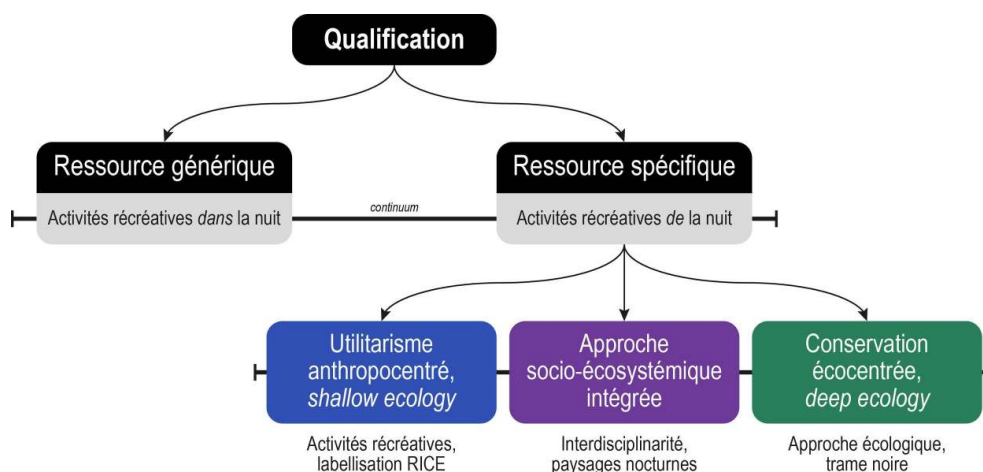 Qualification
Ressource générique
Activités récréatives dans la nuit
continuum
Ressource spécifique
Activités récréatives de la nuit
Utilitarisme
anthropocentré,
shallow ecology
Activités récréatives,
labellisation RICE
Approche
socio-écosystémique
intégrée
Interdisciplinarité,
paysages nocturnes
Conservation
écocentrée,
deep ecology
Approche écologique,
trame noire